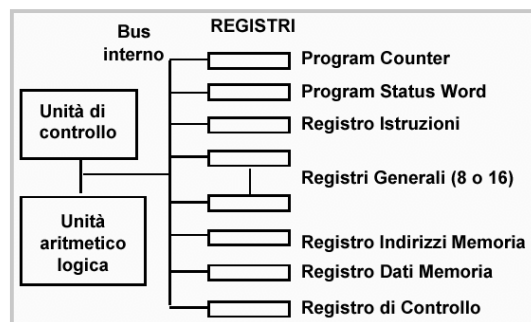 Bus
interno
REGISTRI
Program Counter
Program Status Word
Registro Istruzioni
Registri Generali (8 o 16)
Registro Indirizzi Memoria
Registro Dati Memoria
Registro di Controllo
Unità di
controllo
Unità
aritmetico
logica